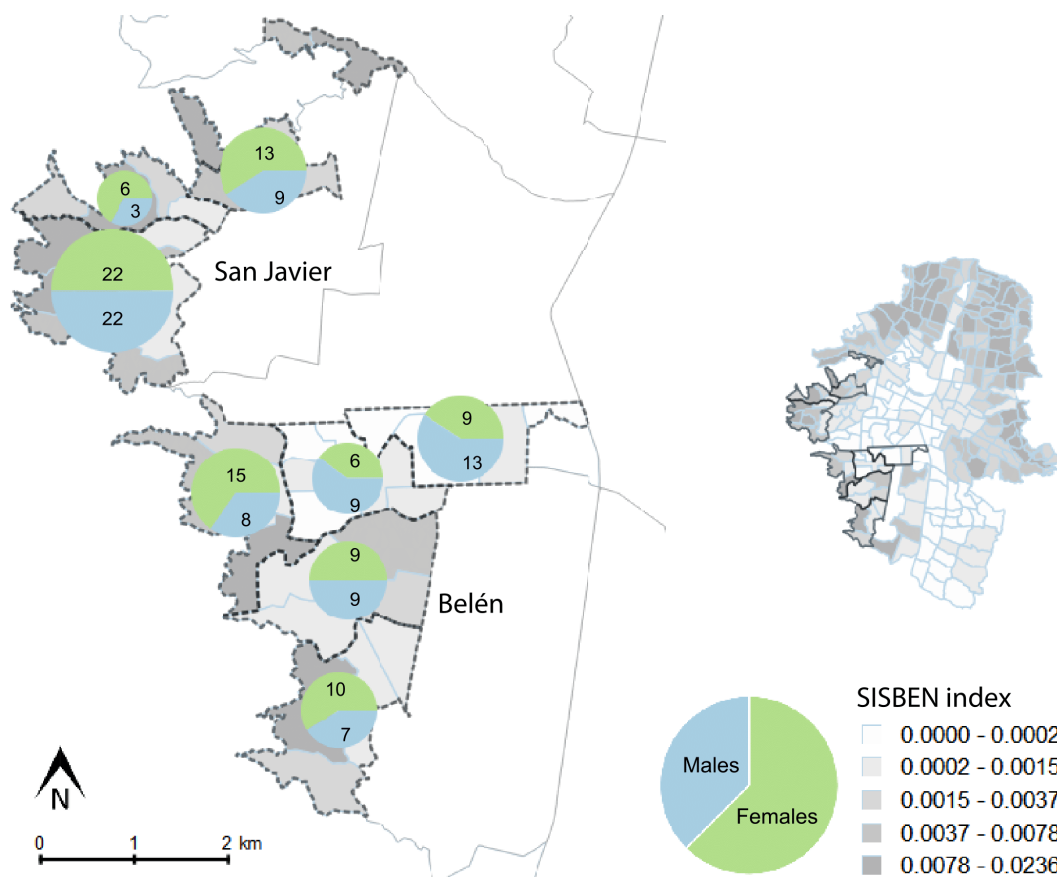 13
9
6
3
San Javier
22
22
9
13
6
9
15
8
9
9
Belén
10
7
N
0 1 2 km
Males
Females
SISBEN index
0.0000 - 0.0002
0.0002 - 0.0015
0.0015 - 0.0037
0.0037 - 0.0078
0.0078 - 0.0236